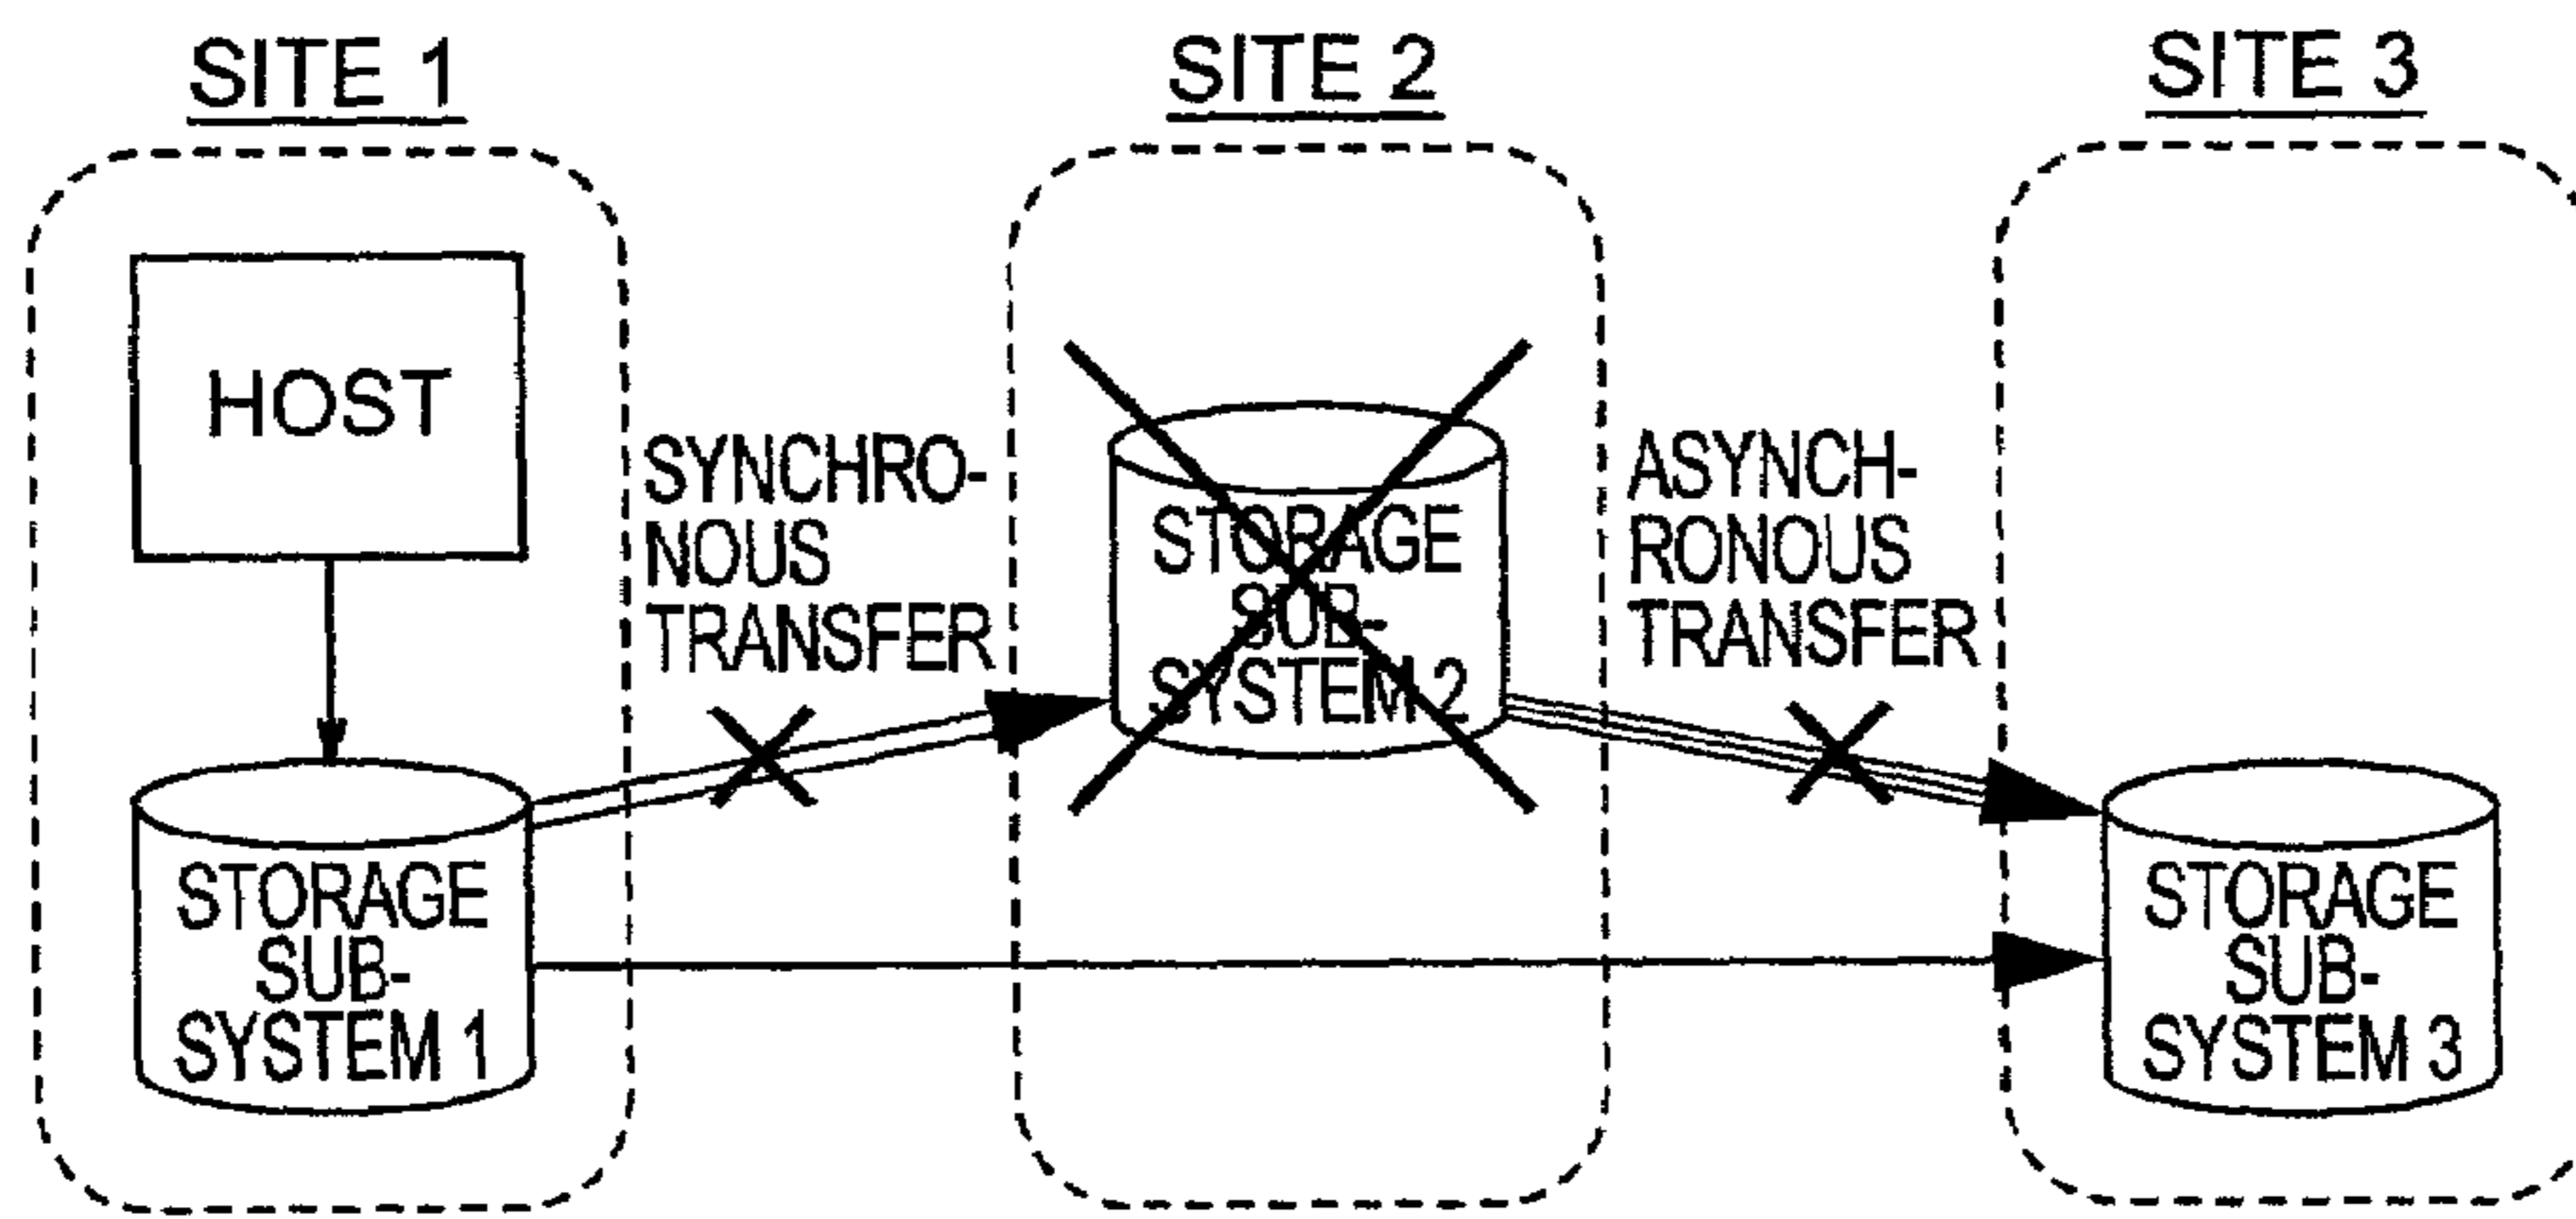 SITE 1
SITE 2
SITE 3
HOST
SYNCHRO-
NOUS
TRANSFER
STORAGE
SUB-
SYSTEM 2
ASYNCH-
RONOUS
TRANSFER
STORAGE
SUB-
SYSTEM 1
STORAGE
SUB-
SYSTEM 3